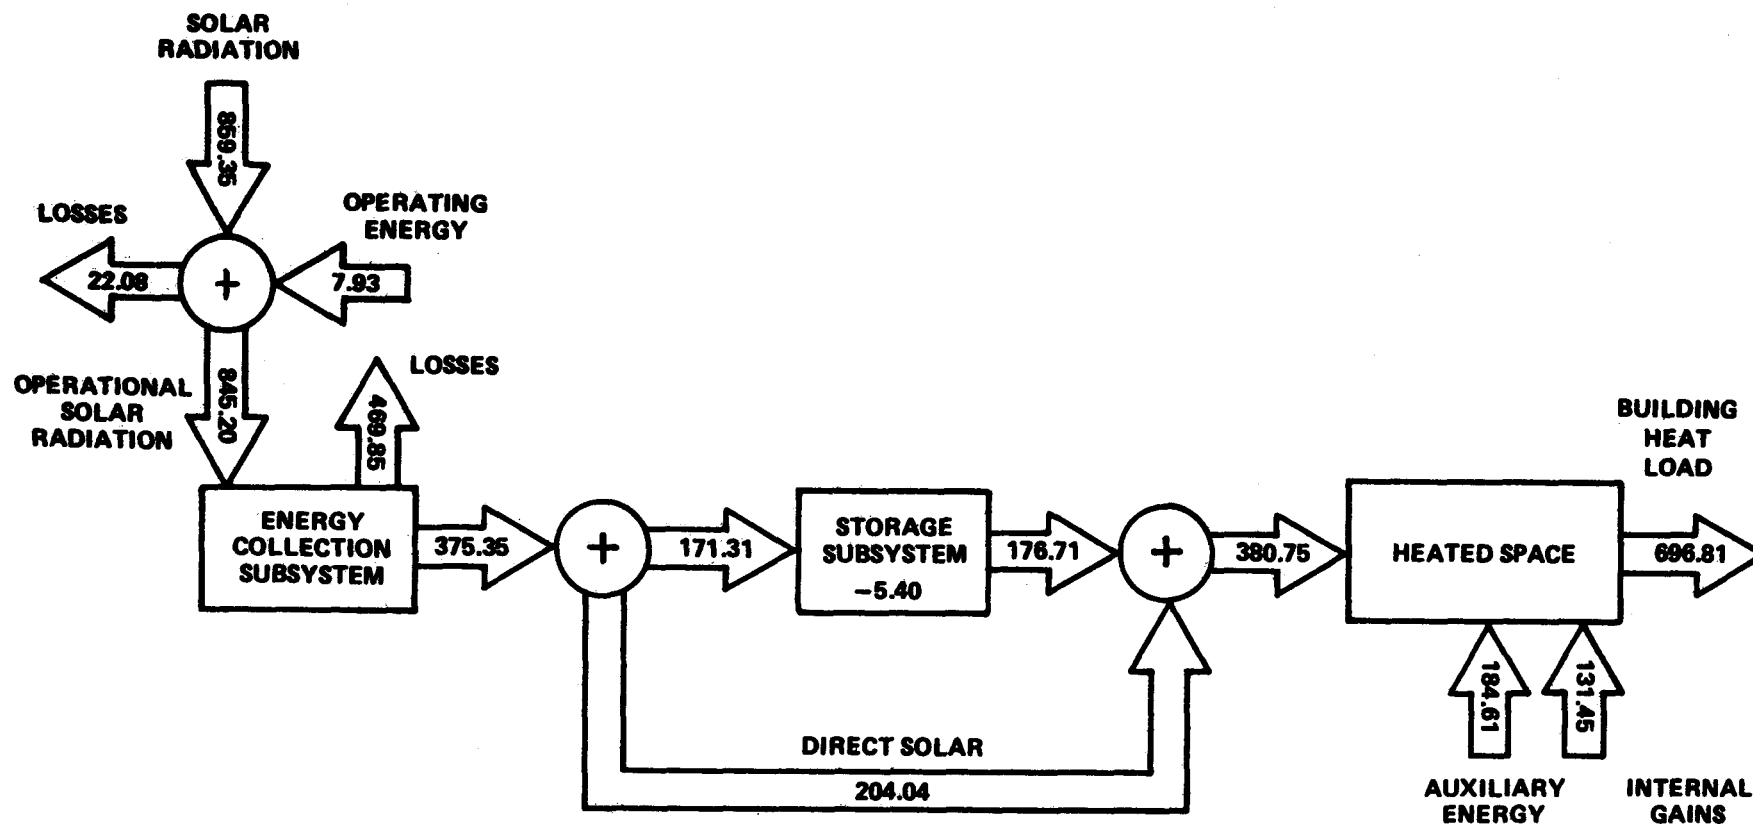 SOLAR
RADIATION
859.35
LOSSES
OPERATING
ENERGY
22.08
+
7.93
OPERATIONAL
SOLAR
RADIATION
845.20
LOSSES
469.85
ENERGY
COLLECTION
SUBSYSTEM
375.35
+
171.31
STORAGE
SUBSYSTEM
−5.40
176.71
+
380.75
HEATED SPACE
BUILDING
HEAT
LOAD
696.81
DIRECT SOLAR
204.04
184.61
131.45
AUXILIARY
ENERGY
INTERNAL
GAINS